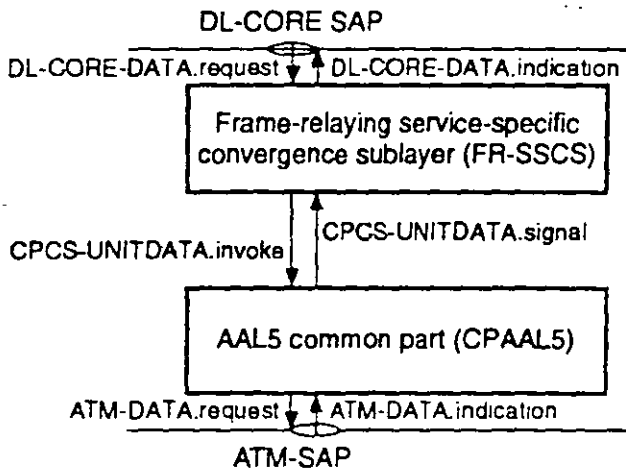 DL-CORE SAP
DL-CORE-DATA.request DL-CORE-DATA.indication
Frame-relaying service-specific
convergence sublayer (FR-SSCS)
CPCS-UNITDATA.signal
CPCS-UNITDATA.invoke
AAL5 common part (CPAAL5)
ATM-DATA.request ATM-DATA.indication
ATM-SAP